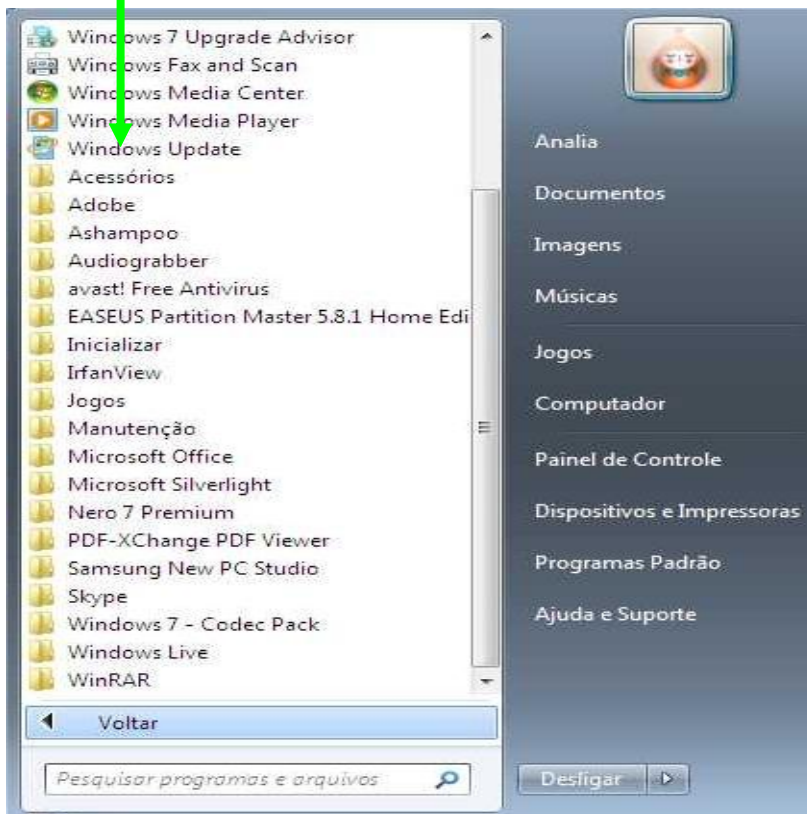 Windows 7 Upgrade Advisor
Windows Fax and Scan
Windows Media Center
Windows Media Player
Windows Update
Acessórios
Adobe
Ashampoo
Audiograbber
avast! Free Antivirus
EASEUS Partition Master 5.8.1 Home Edi
Inicializar
IrfanView
Jogos
Manutenção
Microsoft Office
Microsoft Silverlight
Nero 7 Premium
PDF-XChange PDF Viewer
Samsung New PC Studio
Skype
Windows 7 - Codec Pack
Windows Live
WinRAR
Voltar
Pesquisar programas e arquivos
Analia
Documentos
Imagens
Músicas
Jogos
Computador
Painel de Controle
Dispositivos e Impressoras
Programas Padrão
Ajuda e Suporte
Desligar